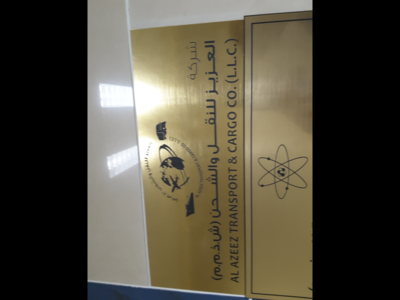 شركة
العزيز للنقل والشحن (ش.ذ.م.م)
AL AZEEZ TRANSPORT & CARGO CO. (L.L.C.)